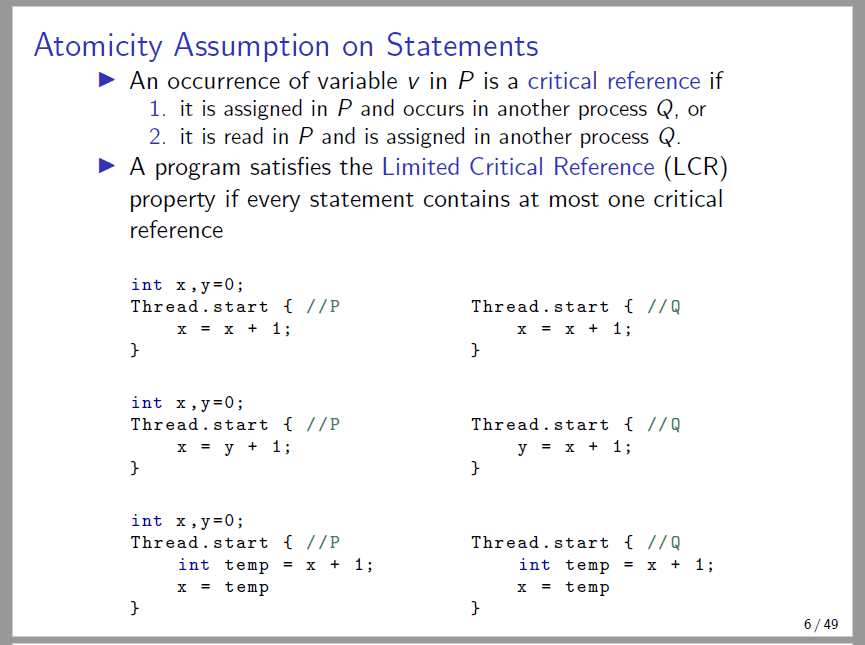 Atomicity Assumption on Statements
▶ An occurrence of variable v in P is a critical reference if
1. it is assigned in P and occurs in another process Q, or
2. it is read in P and is assigned in another process Q.
▶ A program satisfies the Limited Critical Reference (LCR)
property if every statement contains at most one critical
reference
int x,y=0;
Thread.start { //P
    x = x + 1;
}
Thread.start { //Q
    x = x + 1;
}
int x,y=0;
Thread.start { //P
    x = y + 1;
}
Thread.start { //Q
    y = x + 1;
}
int x,y=0;
Thread.start { //P
    int temp = x + 1;
    x = temp
}
Thread.start { //Q
    int temp = x + 1;
    x = temp
}
6 / 49